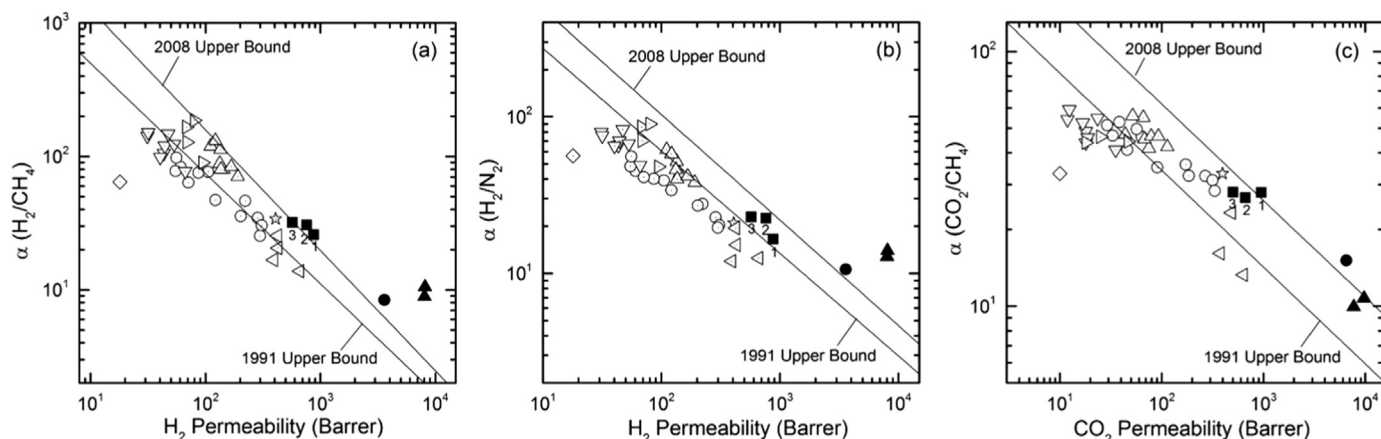 10³
2008 Upper Bound
(a)
10²
α (H₂/CH₄)
3 2 1
10¹
1991 Upper Bound
10¹ 10² 10³ 10⁴
H₂ Permeability (Barrer)
(b)
2008 Upper Bound
10²
α (H₂/N₂)
3 2 1
10¹
1991 Upper Bound
10¹ 10² 10³ 10⁴
H₂ Permeability (Barrer)
10²
2008 Upper Bound
(c)
α (CO₂/CH₄)
3 2 1
10¹
1991 Upper Bound
10¹ 10² 10³ 10⁴
CO₂ Permeability (Barrer)